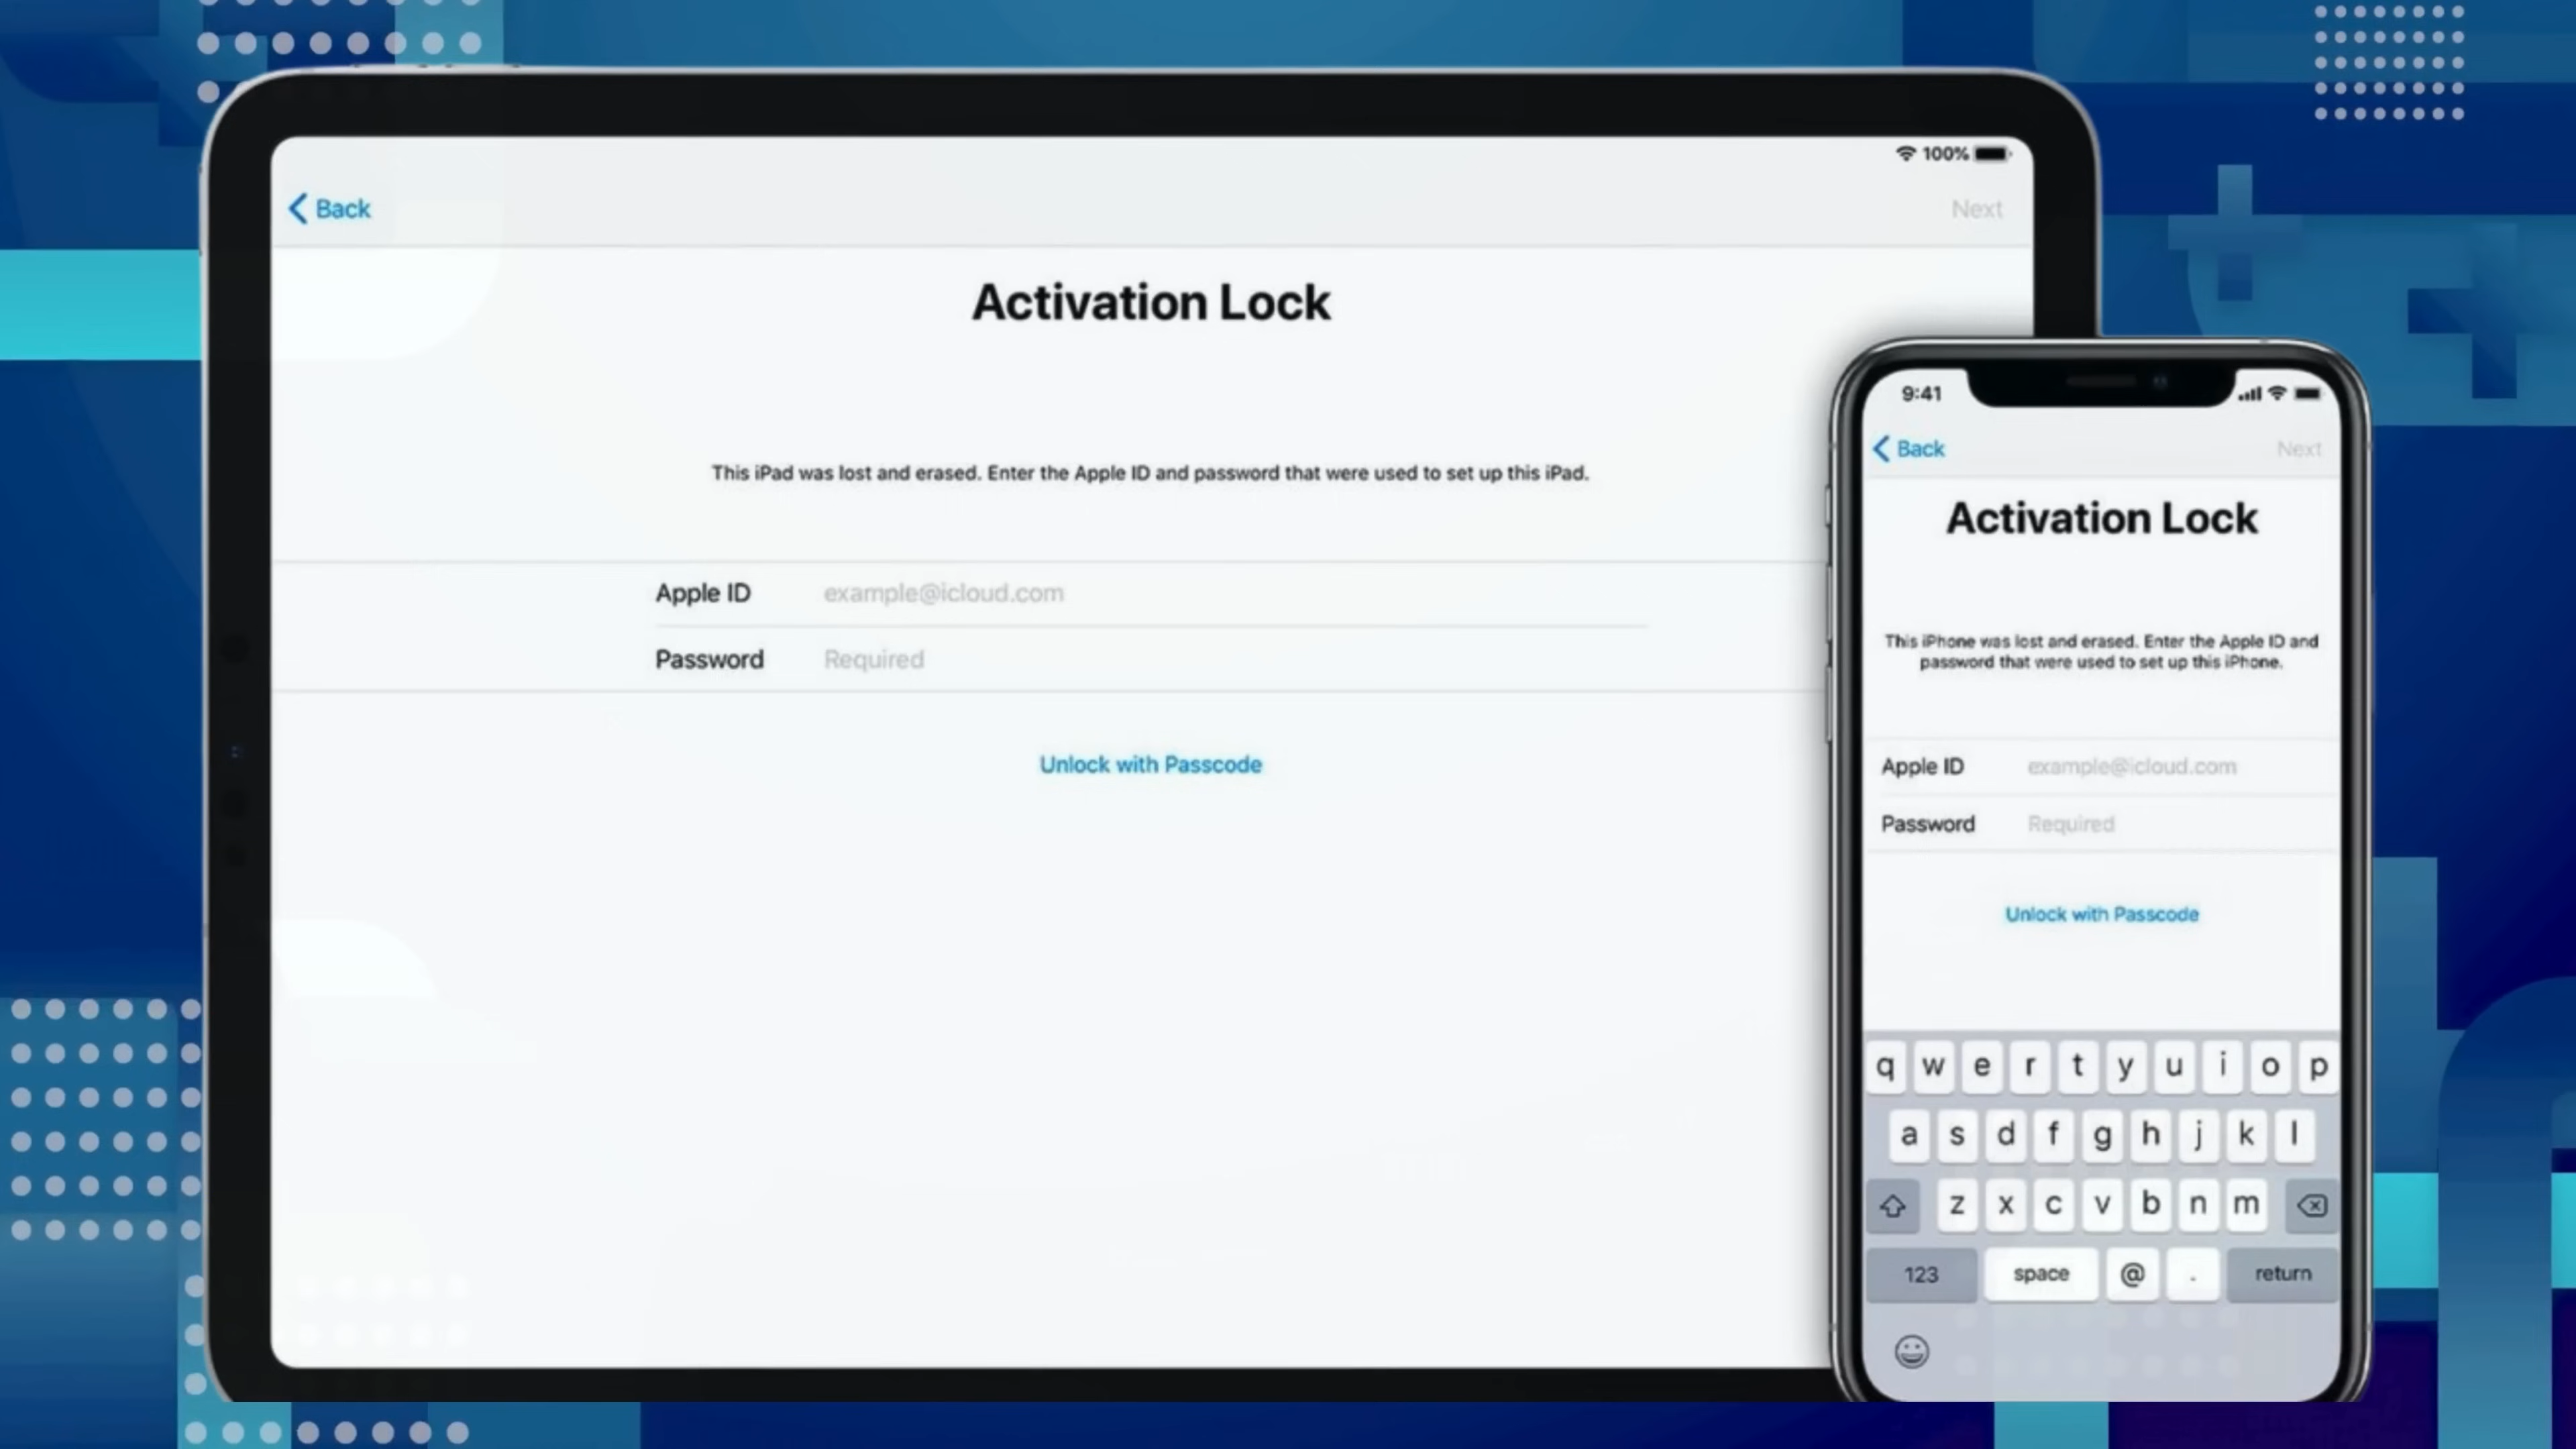 100%
Back
Next
Activation Lock
This iPad was lost and erased. Enter the Apple ID and password that were used to set up this iPad.
Apple ID example@icloud.com
Password Required
Unlock with Passcode
9:41
Back
Next
Activation Lock
This iPhone was lost and erased. Enter the Apple ID and
password that were used to set up this iPhone.
Apple ID example@icloud.com
Password Required
Unlock with Passcode
q w e r t y u i o p
a s d f g h j k l
z x c v b n m
123 space @ . return